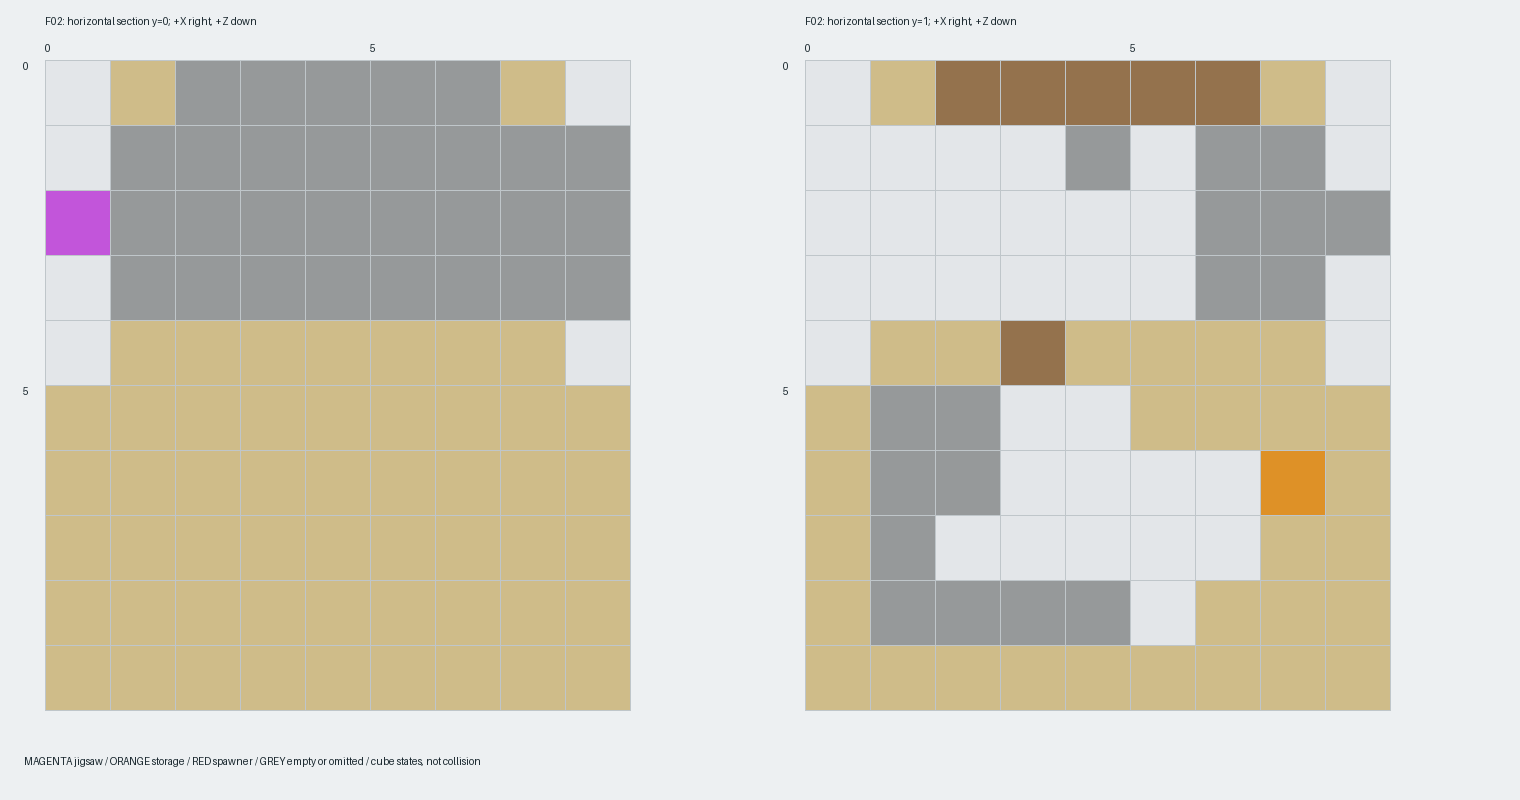 F02: horizontal section y=0; +X right, +Z down
F02: horizontal section y=1; +X right, +Z down
0 5
0 5
0
0
5
5
MAGENTA jigsaw / ORANGE storage / RED spawner / GREY empty or omitted / cube states, not collision